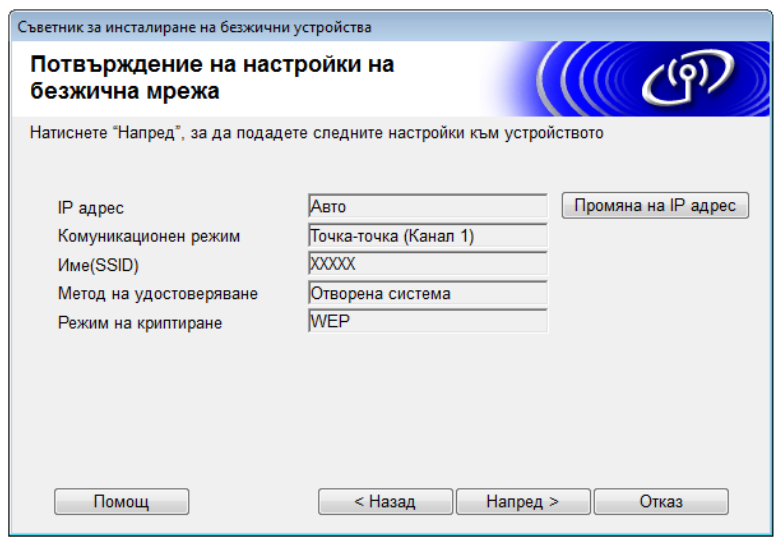 Съветник за инсталиране на безжични устройства
Потвърждение на настройки на
безжична мрежа
Натиснете “Напред”, за да подадете следните настройки към устройството
IP адрес Авто Промяна на IP адрес
Комуникационен режим Точка-точка (Канал 1)
Име(SSID) XXXXX
Метод на удостоверяване Отворена система
Режим на криптиране WEP
Помощ < Назад Напред > Отказ